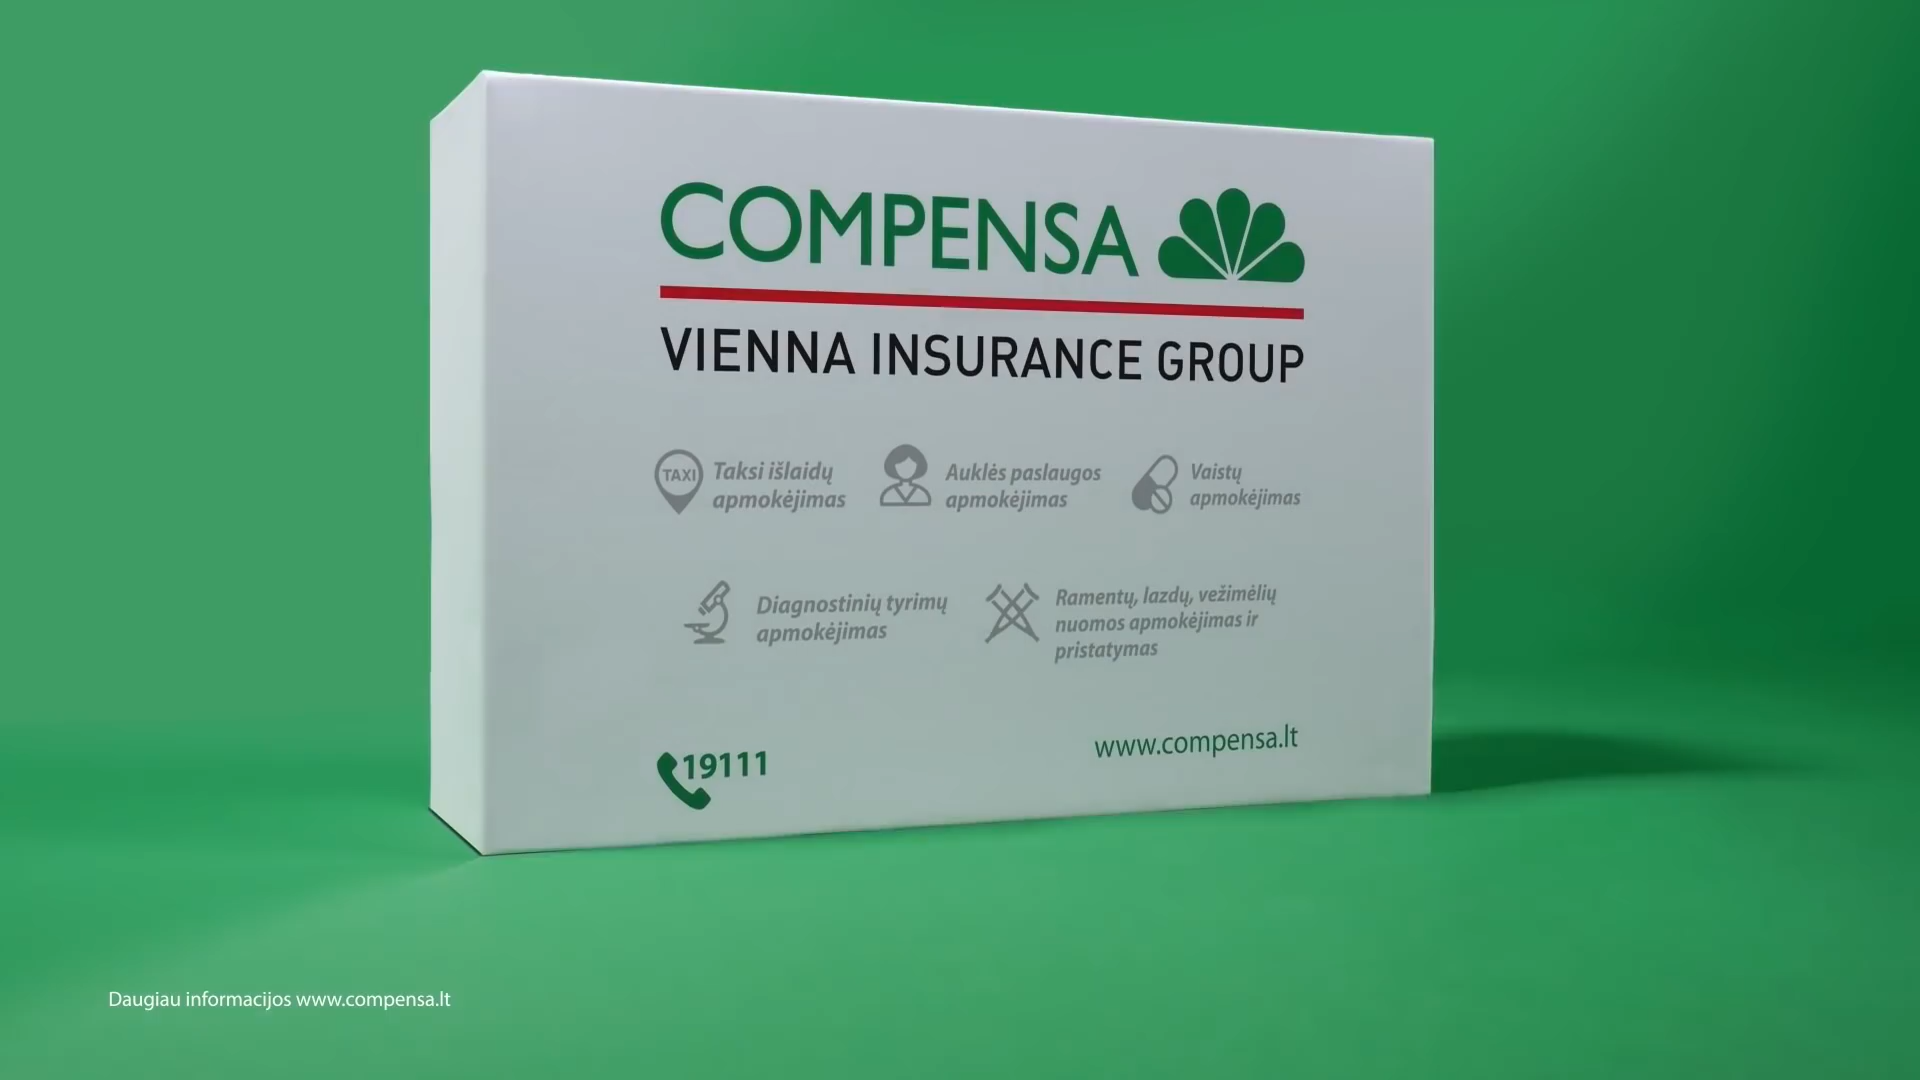 COMPENSA
VIENNA INSURANCE GROUP
TAXI
Taksi išlaidų
apmokėjimas
Auklės paslaugos
apmokėjimas
Vaistų
apmokėjimas
Diagnostinių tyrimų
apmokėjimas
Ramentų, lazdų, vežimėlių
nuomos apmokėjimas ir
pristatymas
19111
www.compensa.lt
Daugiau informacijos www.compensa.lt